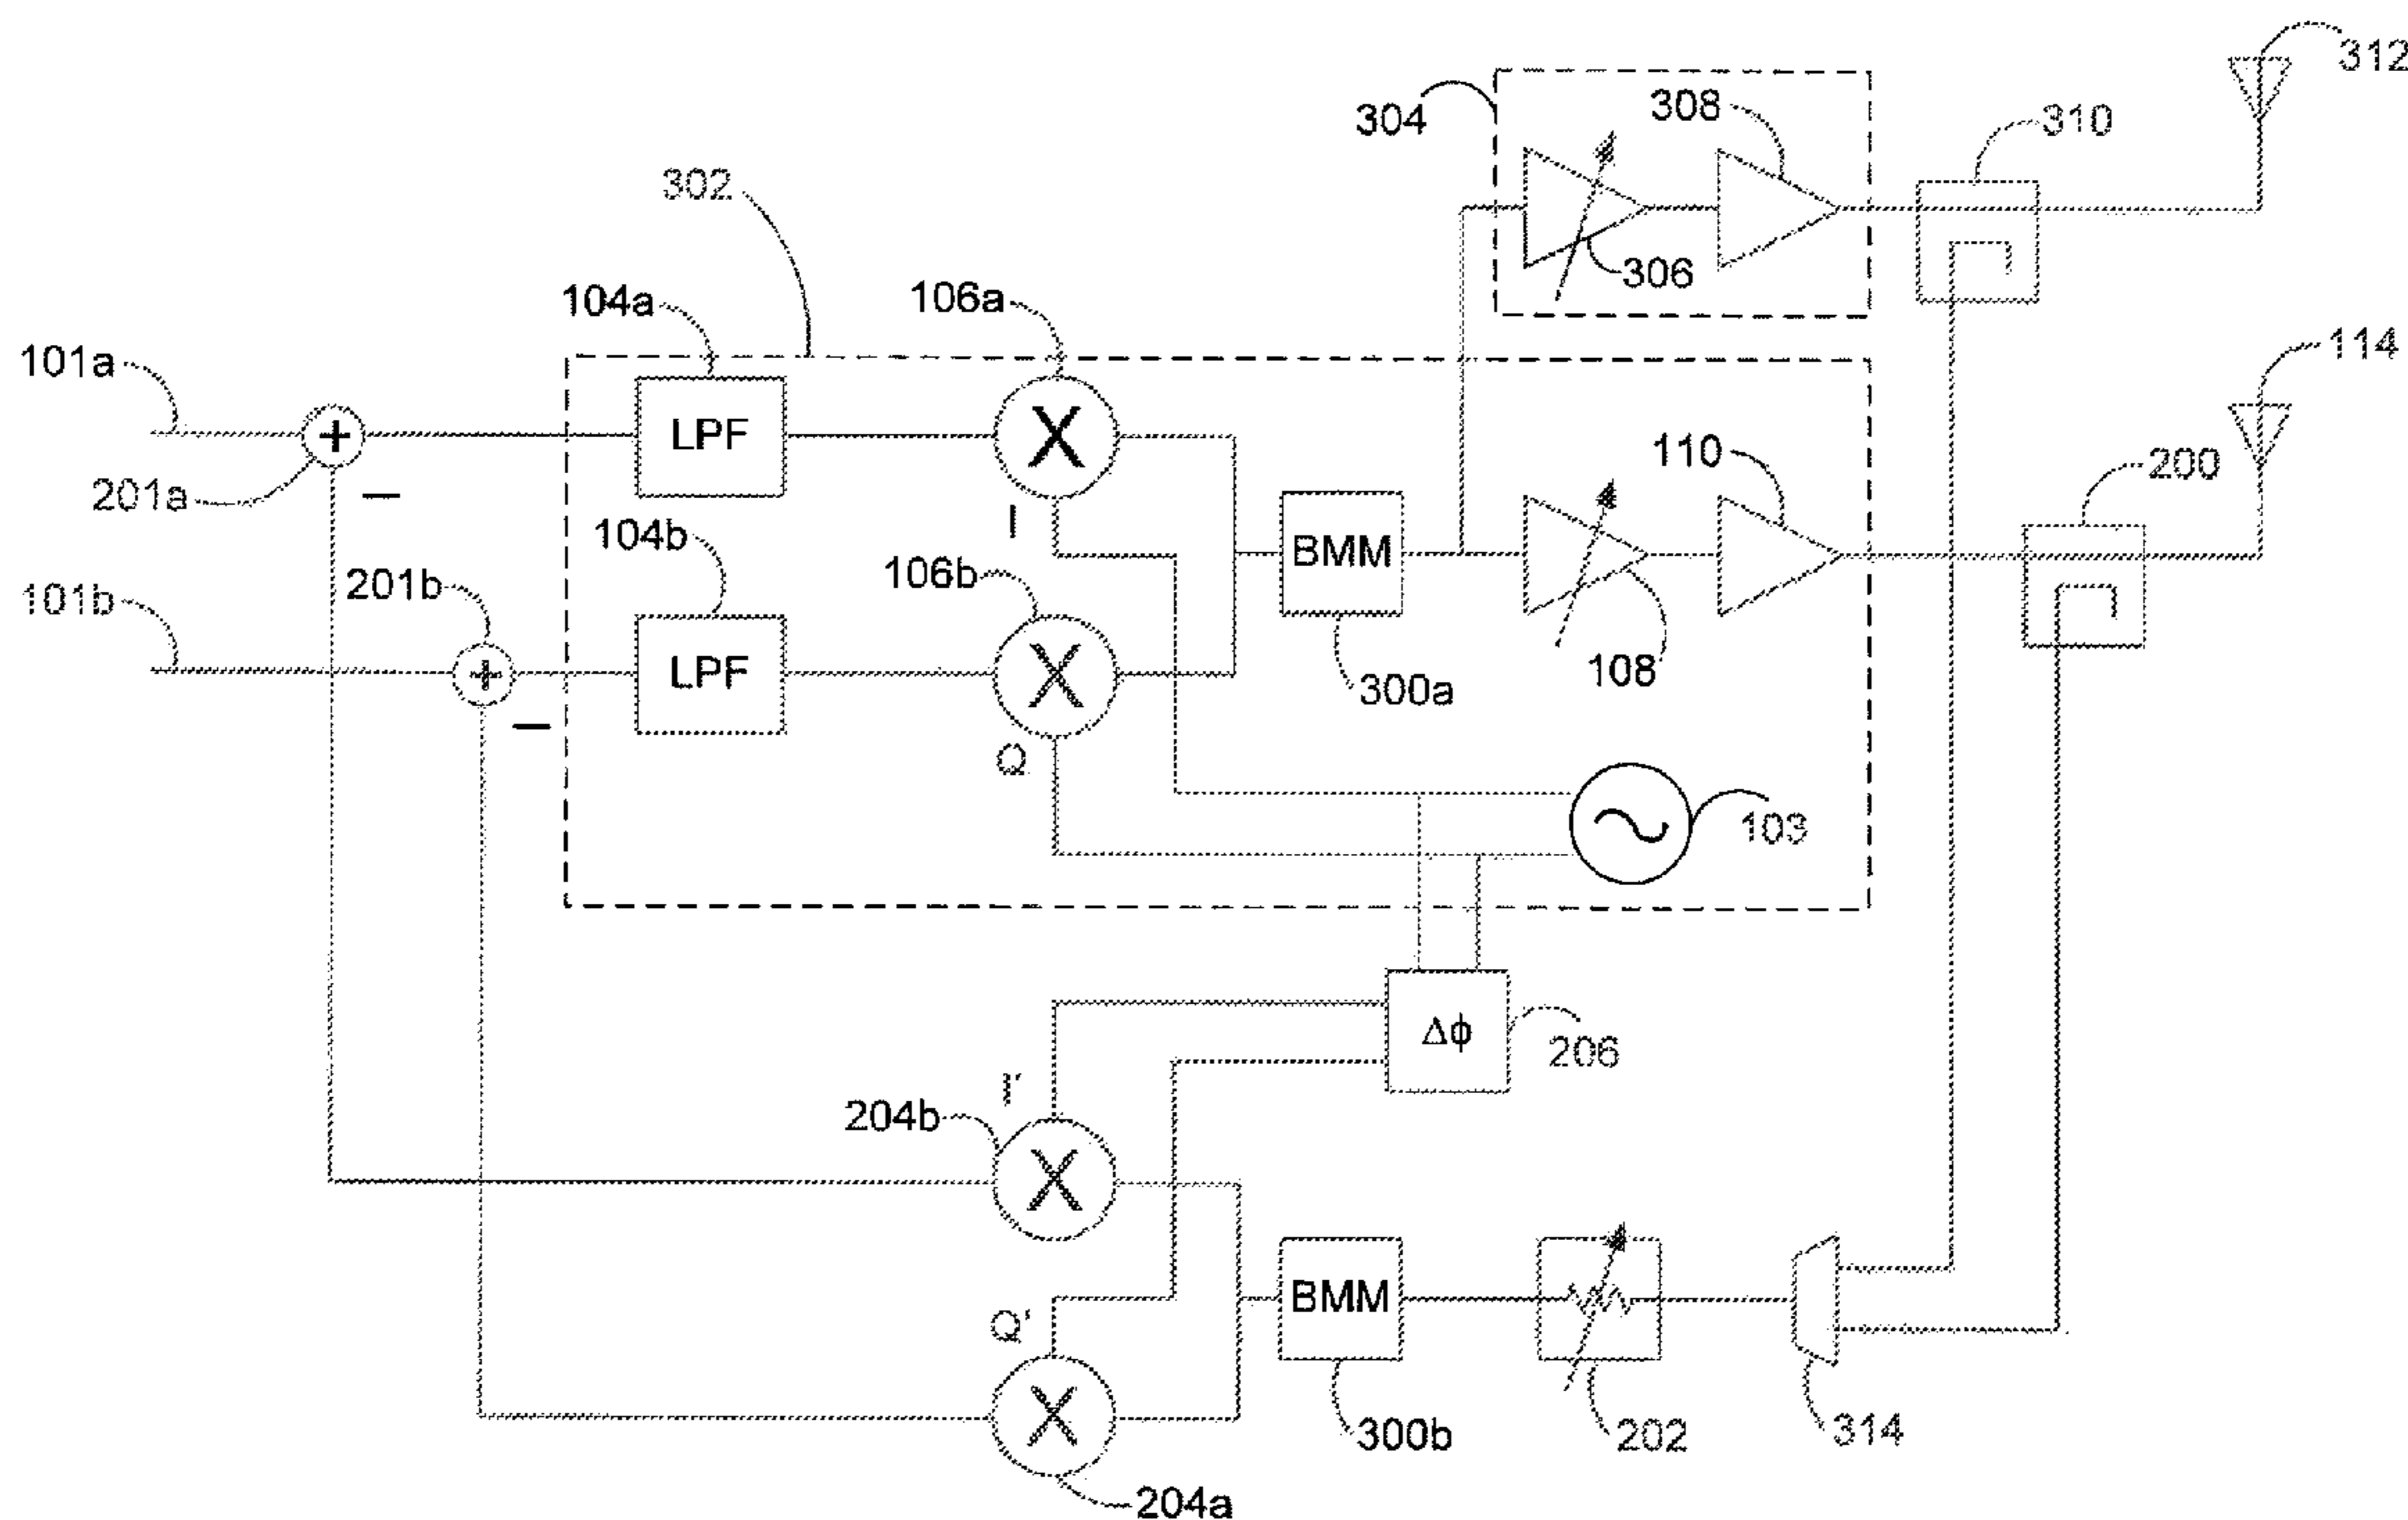 312
308
310
304
302
306
104a
106a
114
101a
+
LPF
X
110
200
201a
−
I
104b
BMM
106b
201b
101b
108
+
LPF
X
300a
−
Q
∼
103
Δϕ
206
I'
204b
X
BMM
Q'
X
300b
202
314
204a